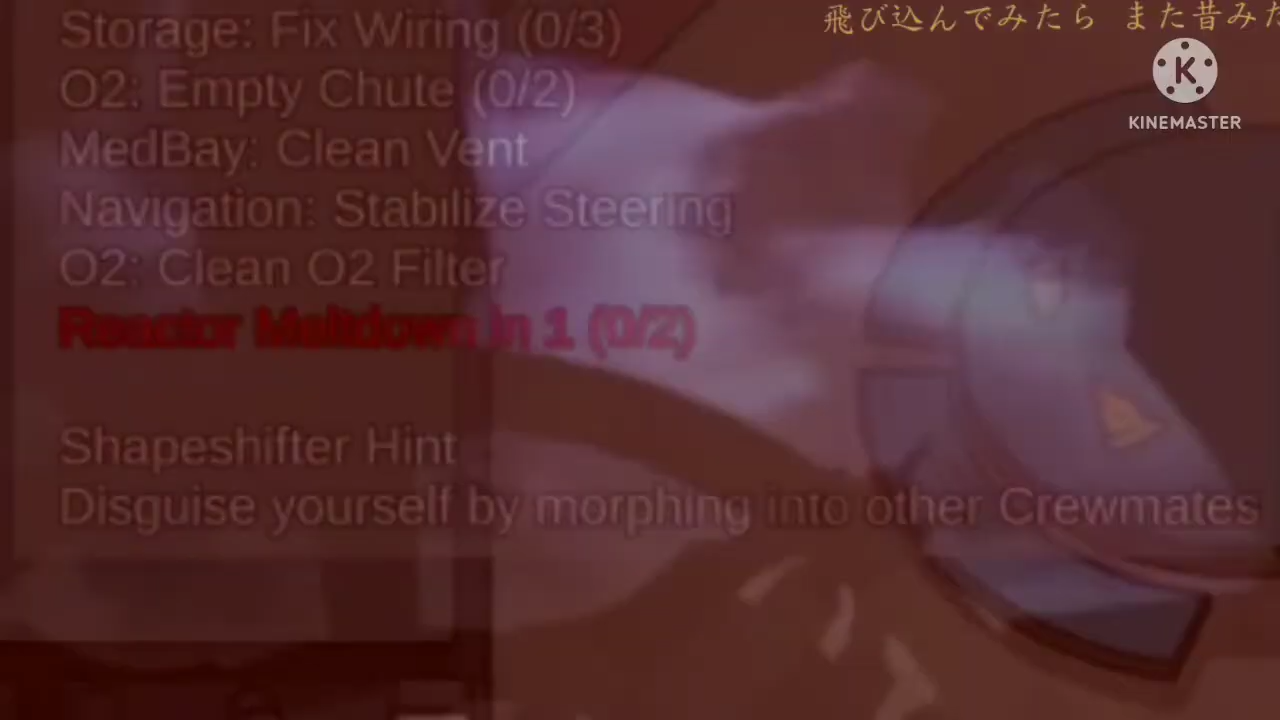 Storage: Fix Wiring (0/3)
飛び込んでみたら また昔みた
O2: Empty Chute (0/2)
KINEMASTER
MedBay: Clean Vent
Navigation: Stabilize Steering
O2: Clean O2 Filter
Reactor Meltdown in 1 (0/2)
Shapeshifter Hint
Disguise yourself by morphing into other Crewmates